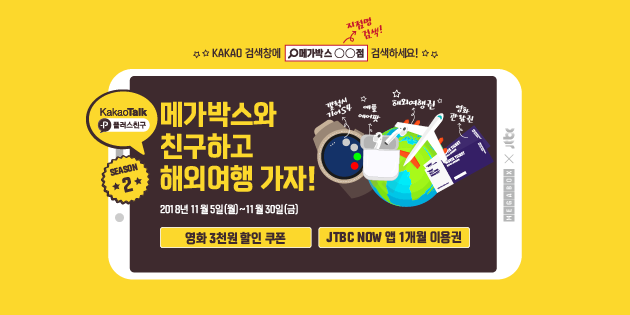 지점명
검색!
KAKAO 검색창에 메가박스 ○○점 검색하세요!
KakaoTalk
플러스친구
SEASON
2
메가박스와
친구하고
해외여행 가자!
2018년 11월 5일(월)~11월 30일(금)
갤럭시
기어S4
애플
에어팟
해외여행권
영화
관람권
영화 3천원 할인 쿠폰
JTBC NOW 앱 1개월 이용권
jtbc
×
MEGABOX